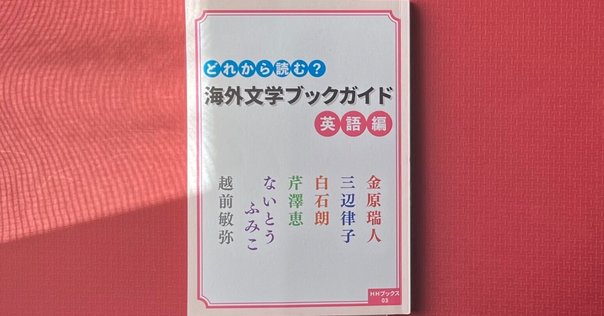 どれから読む?
海外文学ブックガイド
英語編
金原瑞人
三辺律子
白石朗
芹澤恵
ないとう
ふみこ
越前敏弥
HHブックス
03